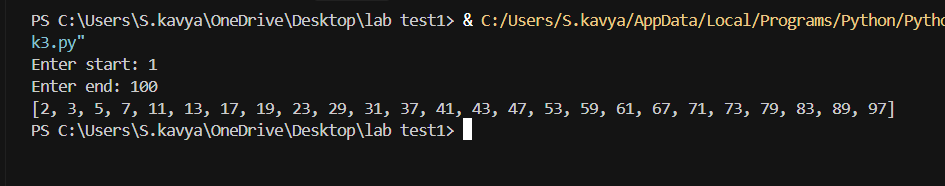 PS C:\Users\S.kavya\OneDrive\Desktop\lab test1> & C:/Users/S.kavya/AppData/Local/Programs/Python/Pytho
k3.py"
Enter start: 1
Enter end: 100
[2, 3, 5, 7, 11, 13, 17, 19, 23, 29, 31, 37, 41, 43, 47, 53, 59, 61, 67, 71, 73, 79, 83, 89, 97]
PS C:\Users\S.kavya\OneDrive\Desktop\lab test1>